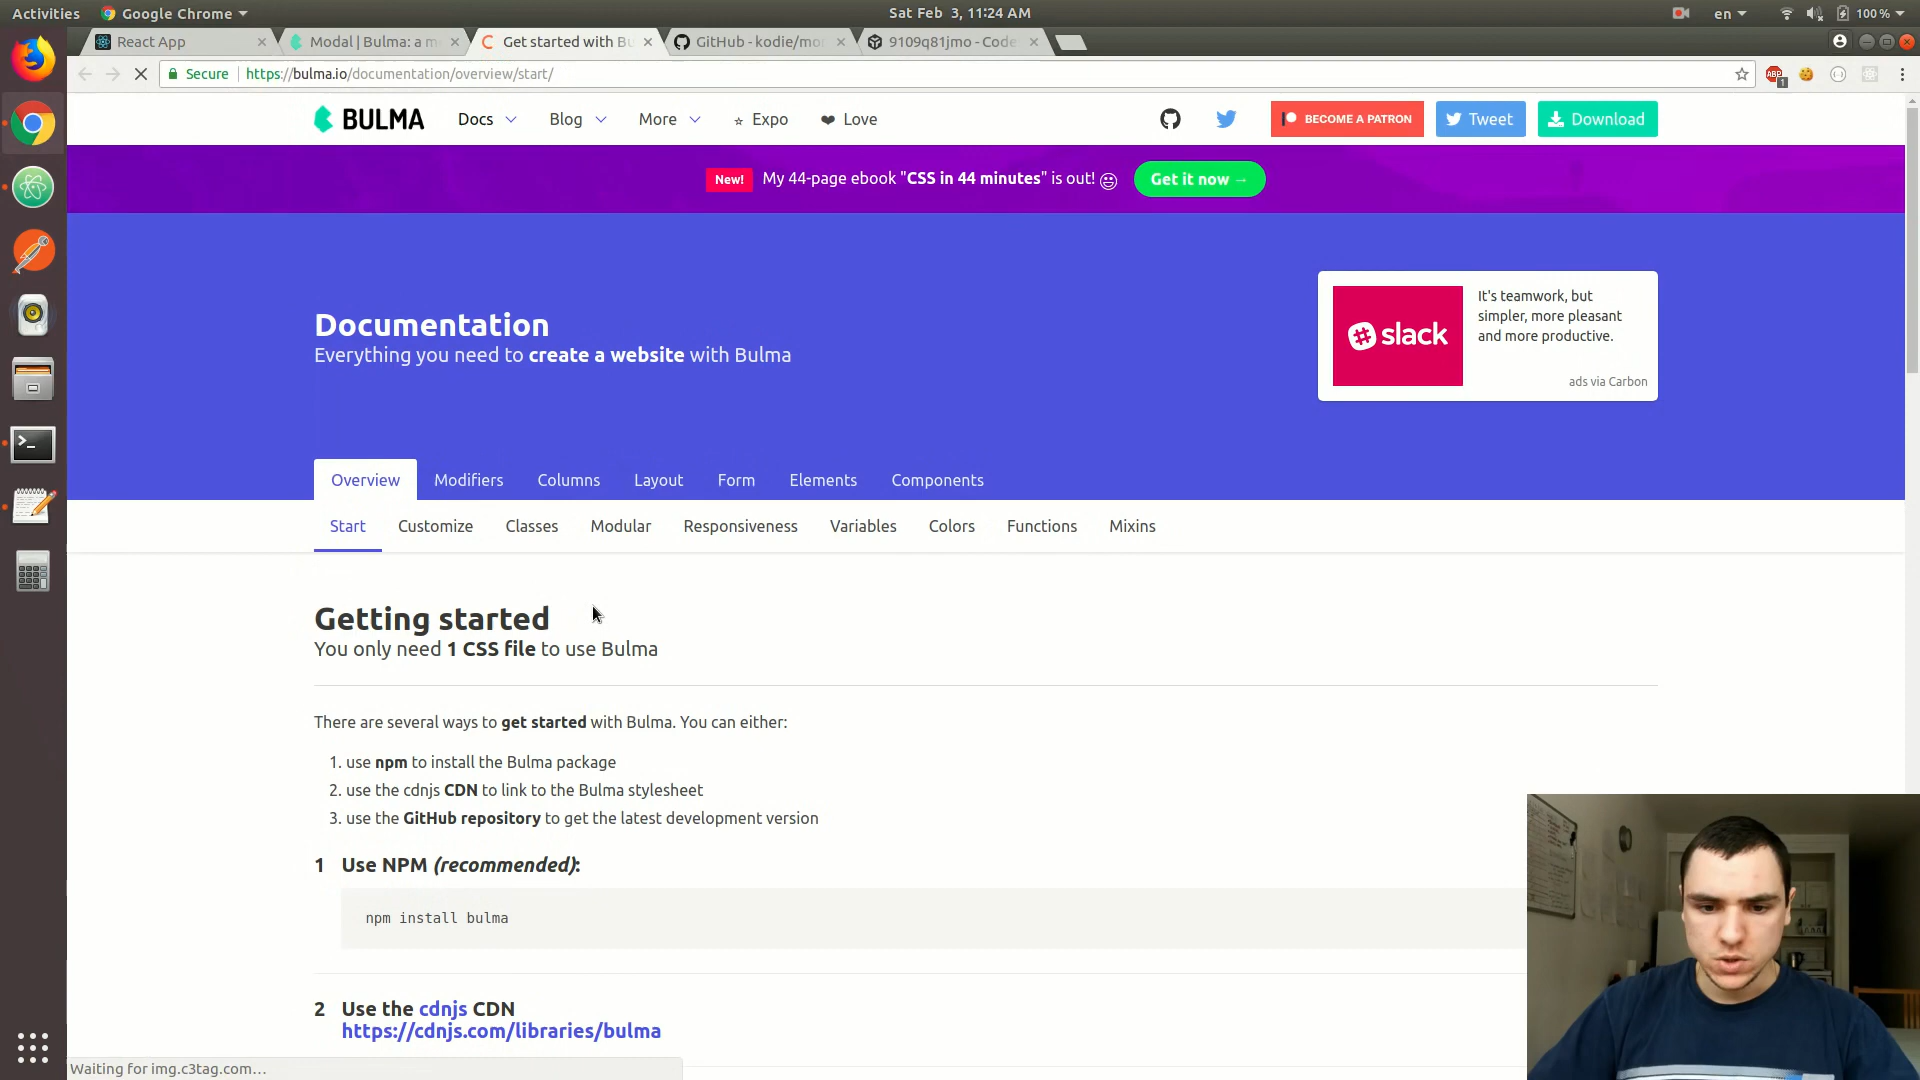 Activities
Google Chrome
Sat Feb 3, 11:24 AM
en
100 %
React App
Modal | Bulma: a m
Get started with Bu
GitHub - kodie/mo
9109q81jmo - Code
Secure
https://bulma.io/documentation/overview/start/
ABP
1
BULMA
Docs
Blog
More
Expo
Love
BECOME A PATRON
Tweet
Download
New!
My 44-page ebook "CSS in 44 minutes" is out!
Get it now →
Documentation
Everything you need to create a website with Bulma
slack
It's teamwork, but
simpler, more pleasant
and more productive.
ads via Carbon
Overview
Modifiers
Columns
Layout
Form
Elements
Components
Start
Customize
Classes
Modular
Responsiveness
Variables
Colors
Functions
Mixins
Getting started
You only need 1 CSS file to use Bulma
There are several ways to get started with Bulma. You can either:
1. use npm to install the Bulma package
2. use the cdnjs CDN to link to the Bulma stylesheet
3. use the GitHub repository to get the latest development version
1 Use NPM (recommended):
npm install bulma
2 Use the cdnjs CDN
https://cdnjs.com/libraries/bulma
Waiting for img.c3tag.com...